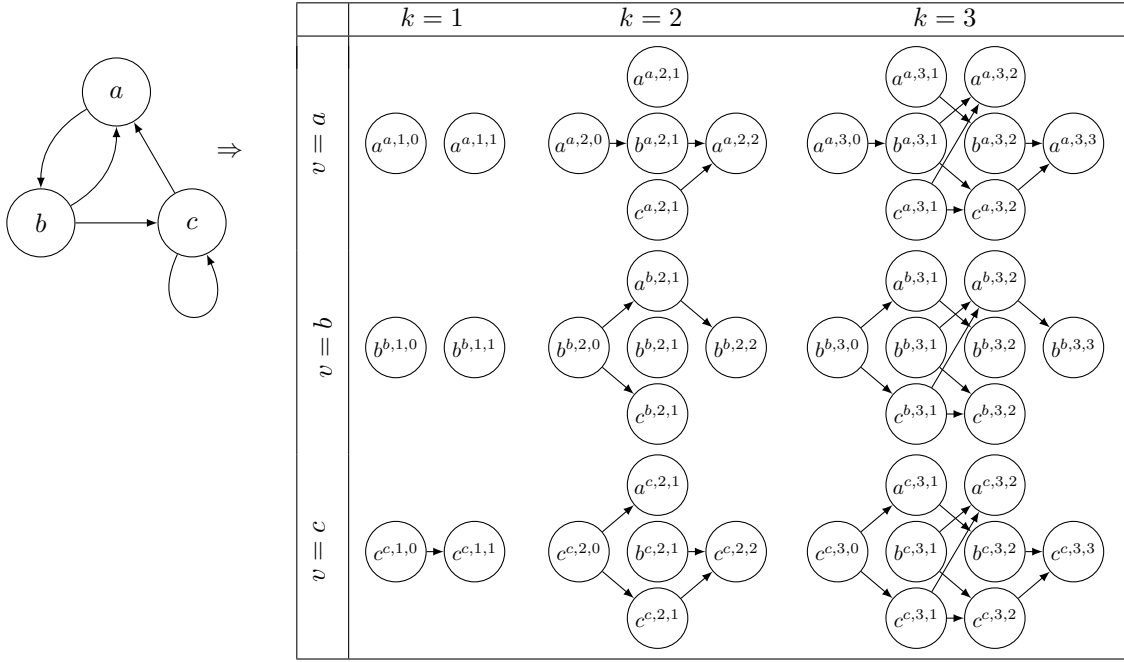 k = 1 k = 2 k = 3
a
b c
⇒
v = a
a^{a,1,0} a^{a,1,1}
a^{a,2,1}
a^{a,2,0} b^{a,2,1} a^{a,2,2}
c^{a,2,1}
a^{a,3,1} a^{a,3,2}
a^{a,3,0} b^{a,3,1} b^{a,3,2} a^{a,3,3}
c^{a,3,1} c^{a,3,2}
v = b
b^{b,1,0} b^{b,1,1}
a^{b,2,1}
b^{b,2,0} b^{b,2,1} b^{b,2,2}
c^{b,2,1}
a^{b,3,1} a^{b,3,2}
b^{b,3,0} b^{b,3,1} b^{b,3,2} b^{b,3,3}
c^{b,3,1} c^{b,3,2}
v = c
c^{c,1,0} c^{c,1,1}
a^{c,2,1}
c^{c,2,0} b^{c,2,1} c^{c,2,2}
c^{c,2,1}
a^{c,3,1} a^{c,3,2}
c^{c,3,0} b^{c,3,1} b^{c,3,2} c^{c,3,3}
c^{c,3,1} c^{c,3,2}